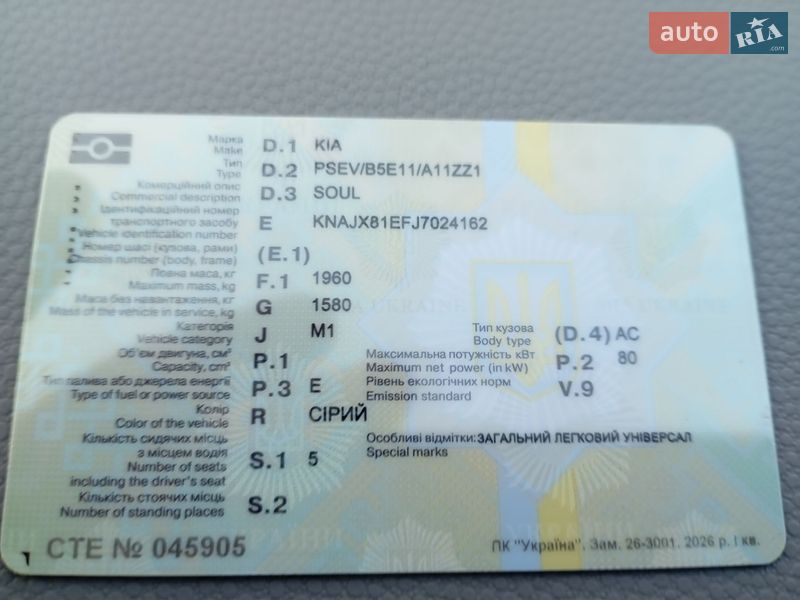 auto RIA .com
Марка D.1 KIA
Make
Тип D.2 PSEV/B5E11/A11ZZ1
Type
Комерційний опис D.3 SOUL
Commercial description
Ідентифікаційний номер
транспортного засобу E KNAJX81EFJ7024162
Vehicle identification number
Номер шасі (кузова, рами) (E.1)
Chassis number (body, frame)
Повна маса, кг F.1 1960
Maximum mass, kg
Маса без навантаження, кг G 1580
Mass of the vehicle in service, kg
Категорія J M1 Тип кузова (D.4) AC
Vehicle category Body type
Об'єм двигуна, см³ P.1 Максимальна потужність кВт P.2 80
Capacity, cm³ Maximum net power (in kW)
Тип палива або джерела енергії P.3 E Рівень екологічних норм V.9
Type of fuel or power source Emission standard
Колір R СІРИЙ
Color of the vehicle
Кількість сидячих місць Особливі відмітки: ЗАГАЛЬНИЙ ЛЕГКОВИЙ УНІВЕРСАЛ
з місцем водія S.1 5 Special marks
Number of seats
including the driver's seat
Кількість стоячих місць S.2
Number of standing places
СТЕ № 045905 ПК "Україна". Зам. 26-3001. 2026 р. I кв.